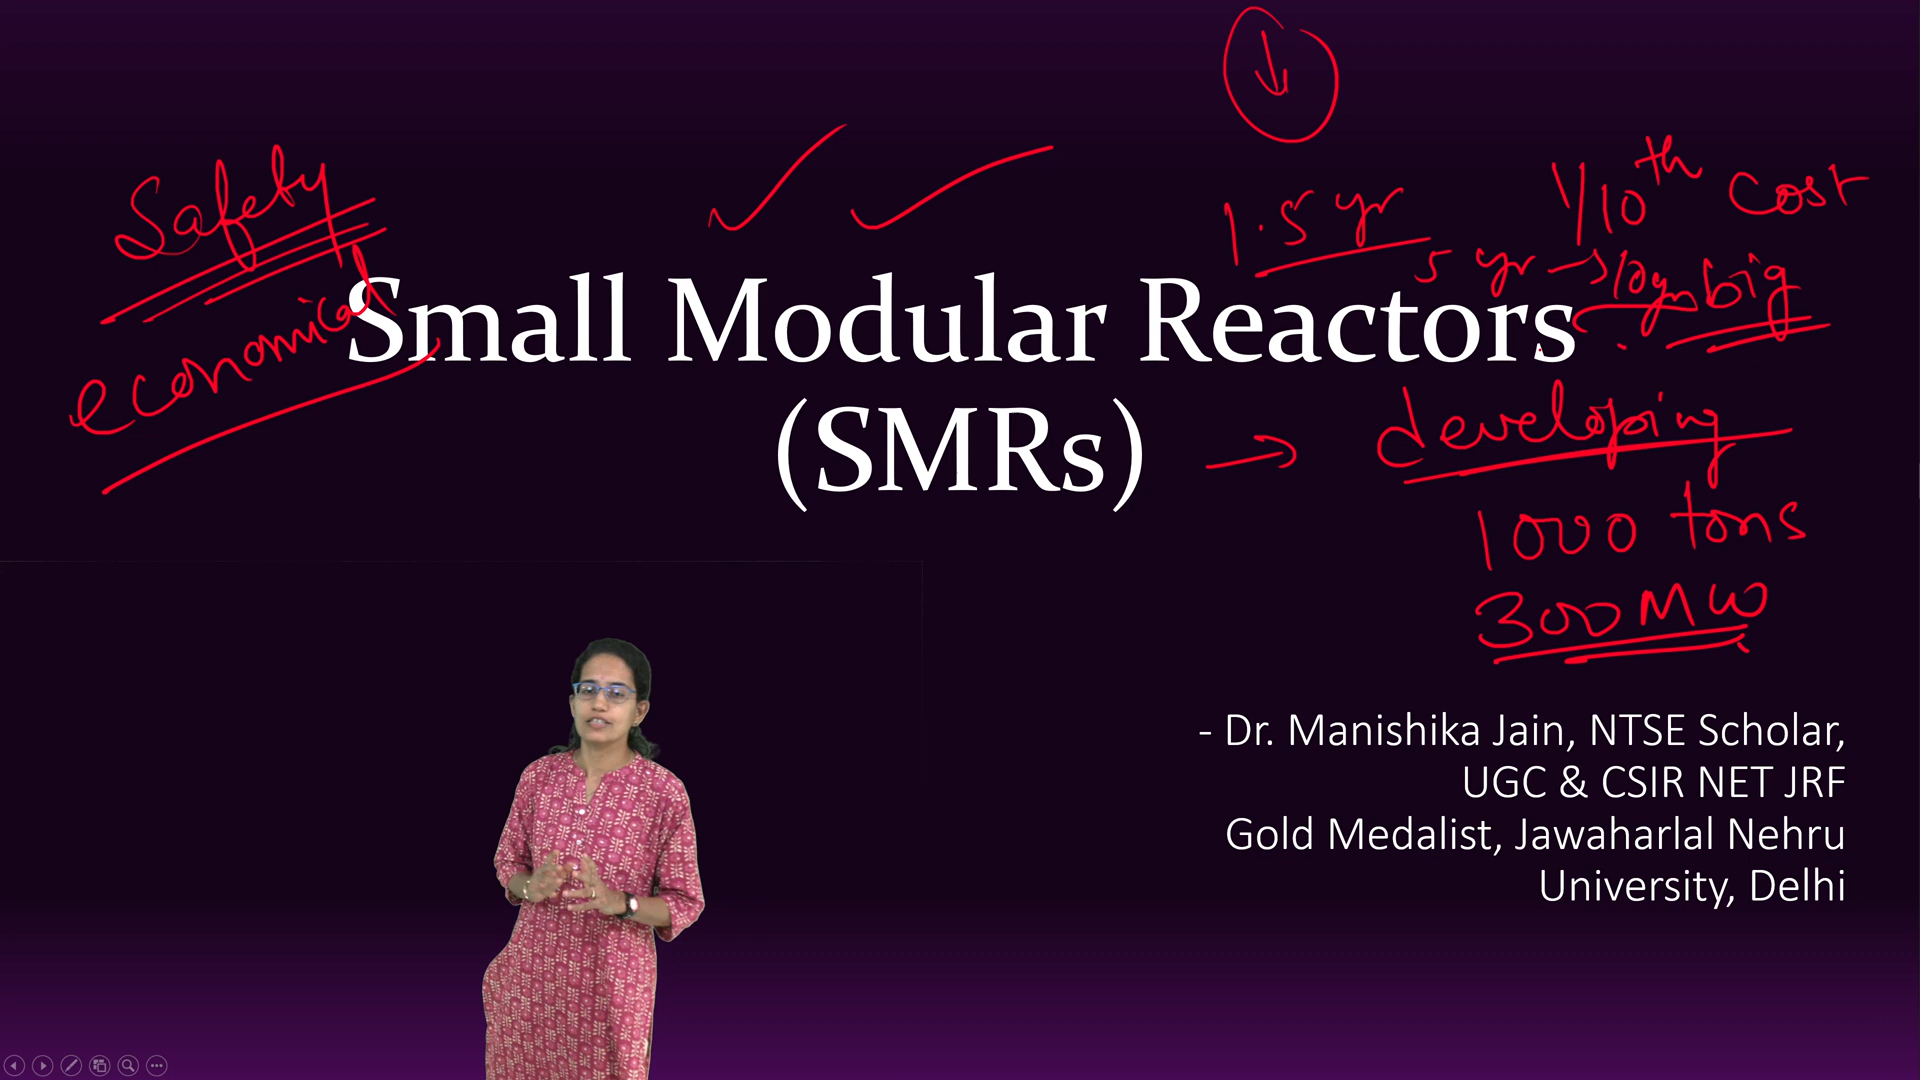 Safety
economical
1.5 yr
1/10th cost
5 yr → 10yrs big
Small Modular Reactors
(SMRs)
→ developing
1000 tons
300 MW
- Dr. Manishika Jain, NTSE Scholar,
UGC & CSIR NET JRF
Gold Medalist, Jawaharlal Nehru
University, Delhi